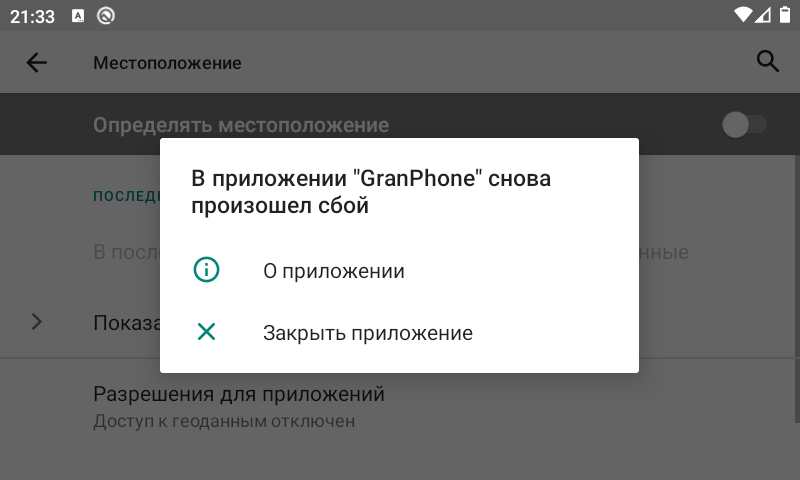 21:33
Местоположение
Определять местоположение
В приложении "GranPhone" снова
произошел сбой
О приложении
Закрыть приложение
Разрешения для приложений
Доступ к геоданным отключен